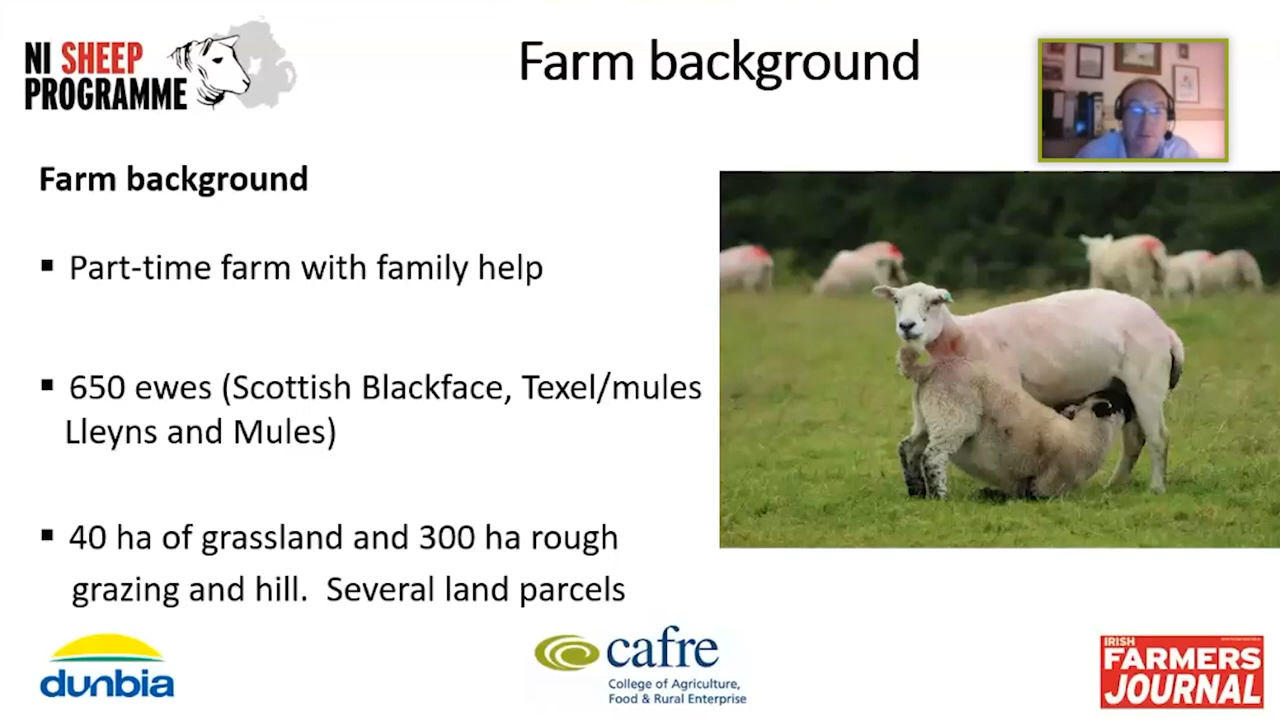 NI SHEEP
PROGRAMME
Farm background
Farm background
▪ Part-time farm with family help
▪ 650 ewes (Scottish Blackface, Texel/mules
Lleyns and Mules)
▪ 40 ha of grassland and 300 ha rough
grazing and hill. Several land parcels
dunbia
cafre
College of Agriculture,
Food & Rural Enterprise
IRISH
FARMERS
JOURNAL